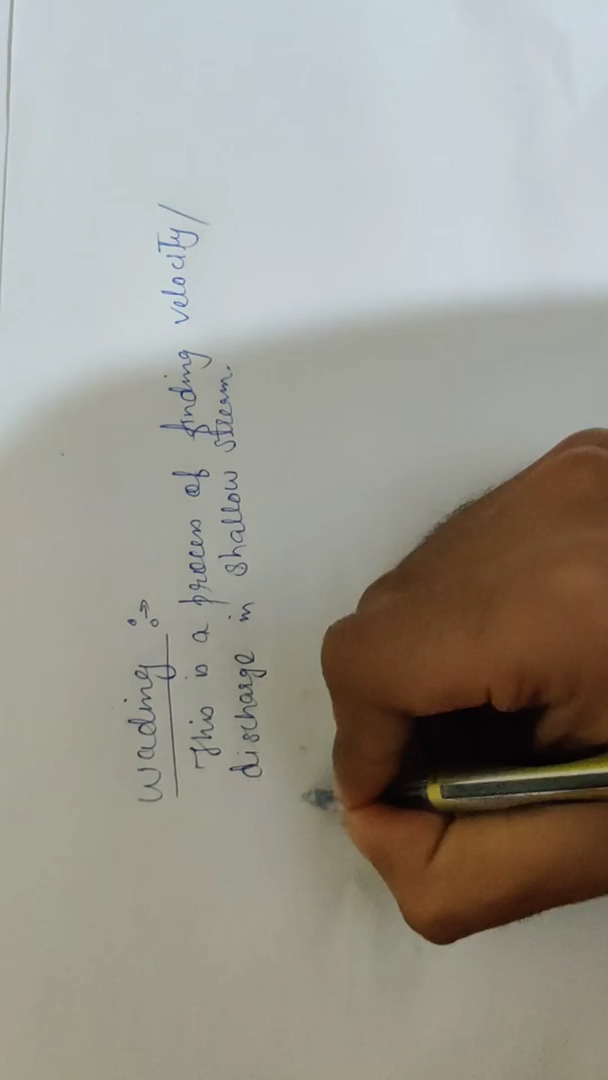 Wading :→
This is a process of finding velocity/
discharge in shallow stream.